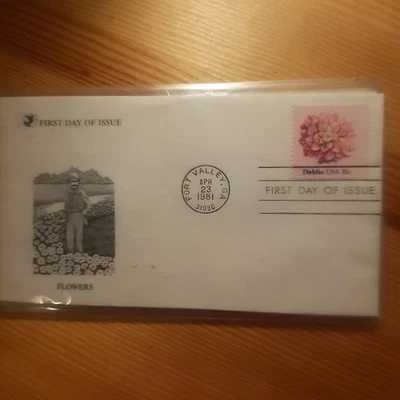 FIRST DAY OF ISSUE
Dahlia USA 18c
FORT VALLEY, GA
APR
23
1981
31030
FIRST DAY OF ISSUE
FLOWERS